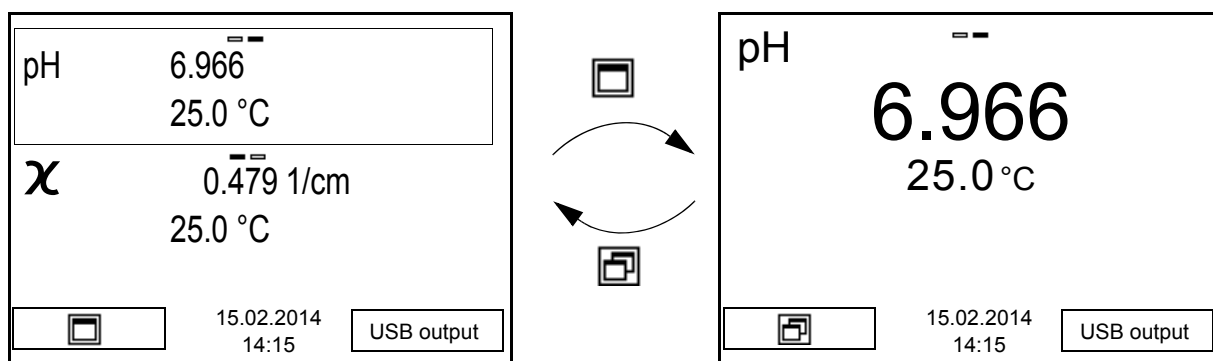 pH
6.966
25.0 °C
ϰ
0.479 1/cm
25.0 °C
15.02.2014
14:15
USB output
pH
6.966
25.0 °C
15.02.2014
14:15
USB output